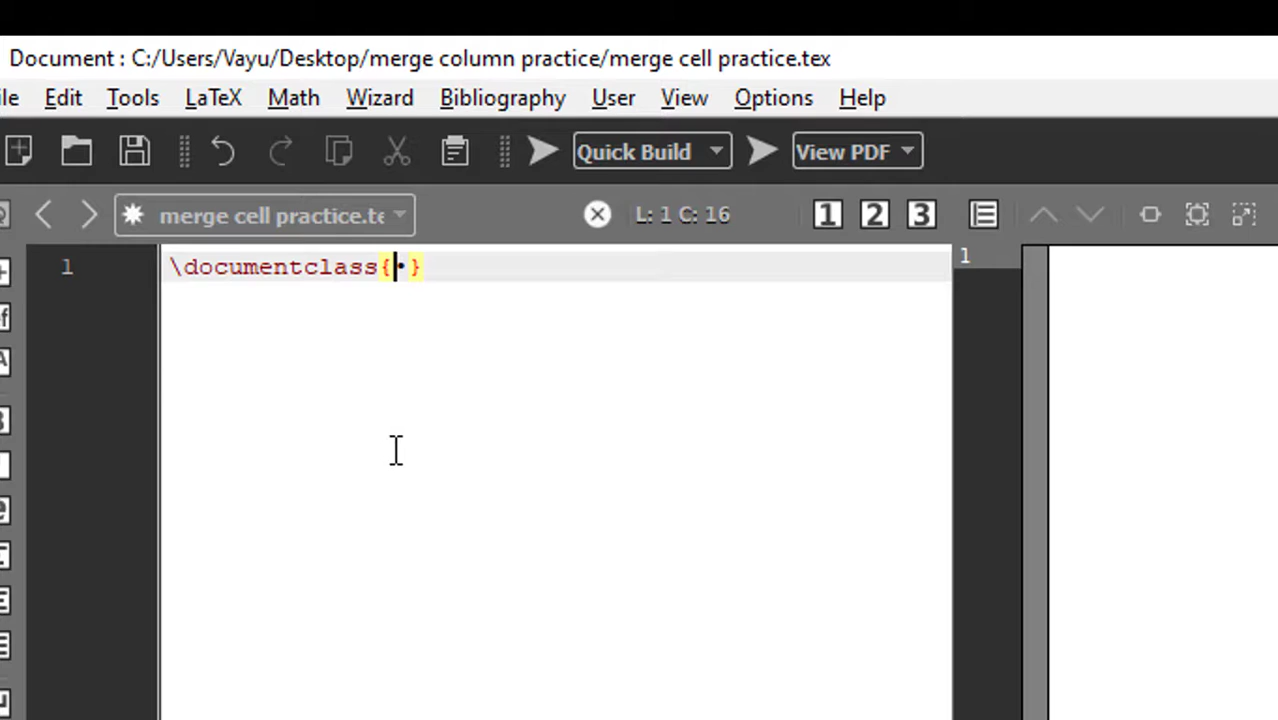 Document : C:/Users/Vayu/Desktop/merge column practice/merge cell practice.tex
ile Edit Tools LaTeX Math Wizard Bibliography User View Options Help
Quick Build View PDF
merge cell practice.te L: 1 C: 16 1 2 3
1 \documentclass{•} 1